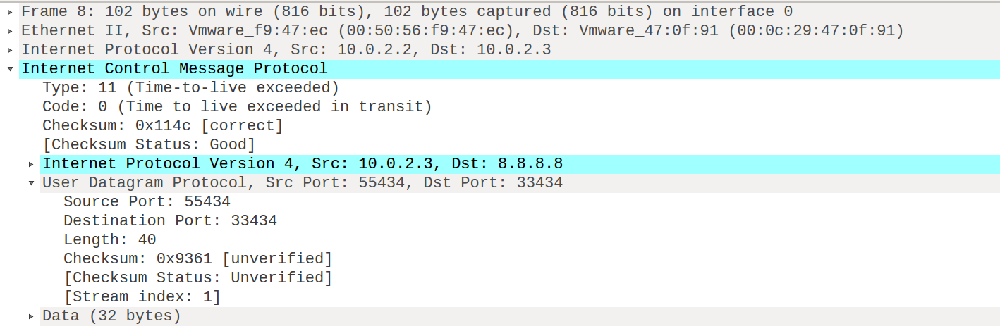 Frame 8: 102 bytes on wire (816 bits), 102 bytes captured (816 bits) on interface 0
Ethernet II, Src: Vmware_f9:47:ec (00:50:56:f9:47:ec), Dst: Vmware_47:0f:91 (00:0c:29:47:0f:91)
Internet Protocol Version 4, Src: 10.0.2.2, Dst: 10.0.2.3
Internet Control Message Protocol
Type: 11 (Time-to-live exceeded)
Code: 0 (Time to live exceeded in transit)
Checksum: 0x114c [correct]
[Checksum Status: Good]
Internet Protocol Version 4, Src: 10.0.2.3, Dst: 8.8.8.8
User Datagram Protocol, Src Port: 55434, Dst Port: 33434
Source Port: 55434
Destination Port: 33434
Length: 40
Checksum: 0x9361 [unverified]
[Checksum Status: Unverified]
[Stream index: 1]
Data (32 bytes)